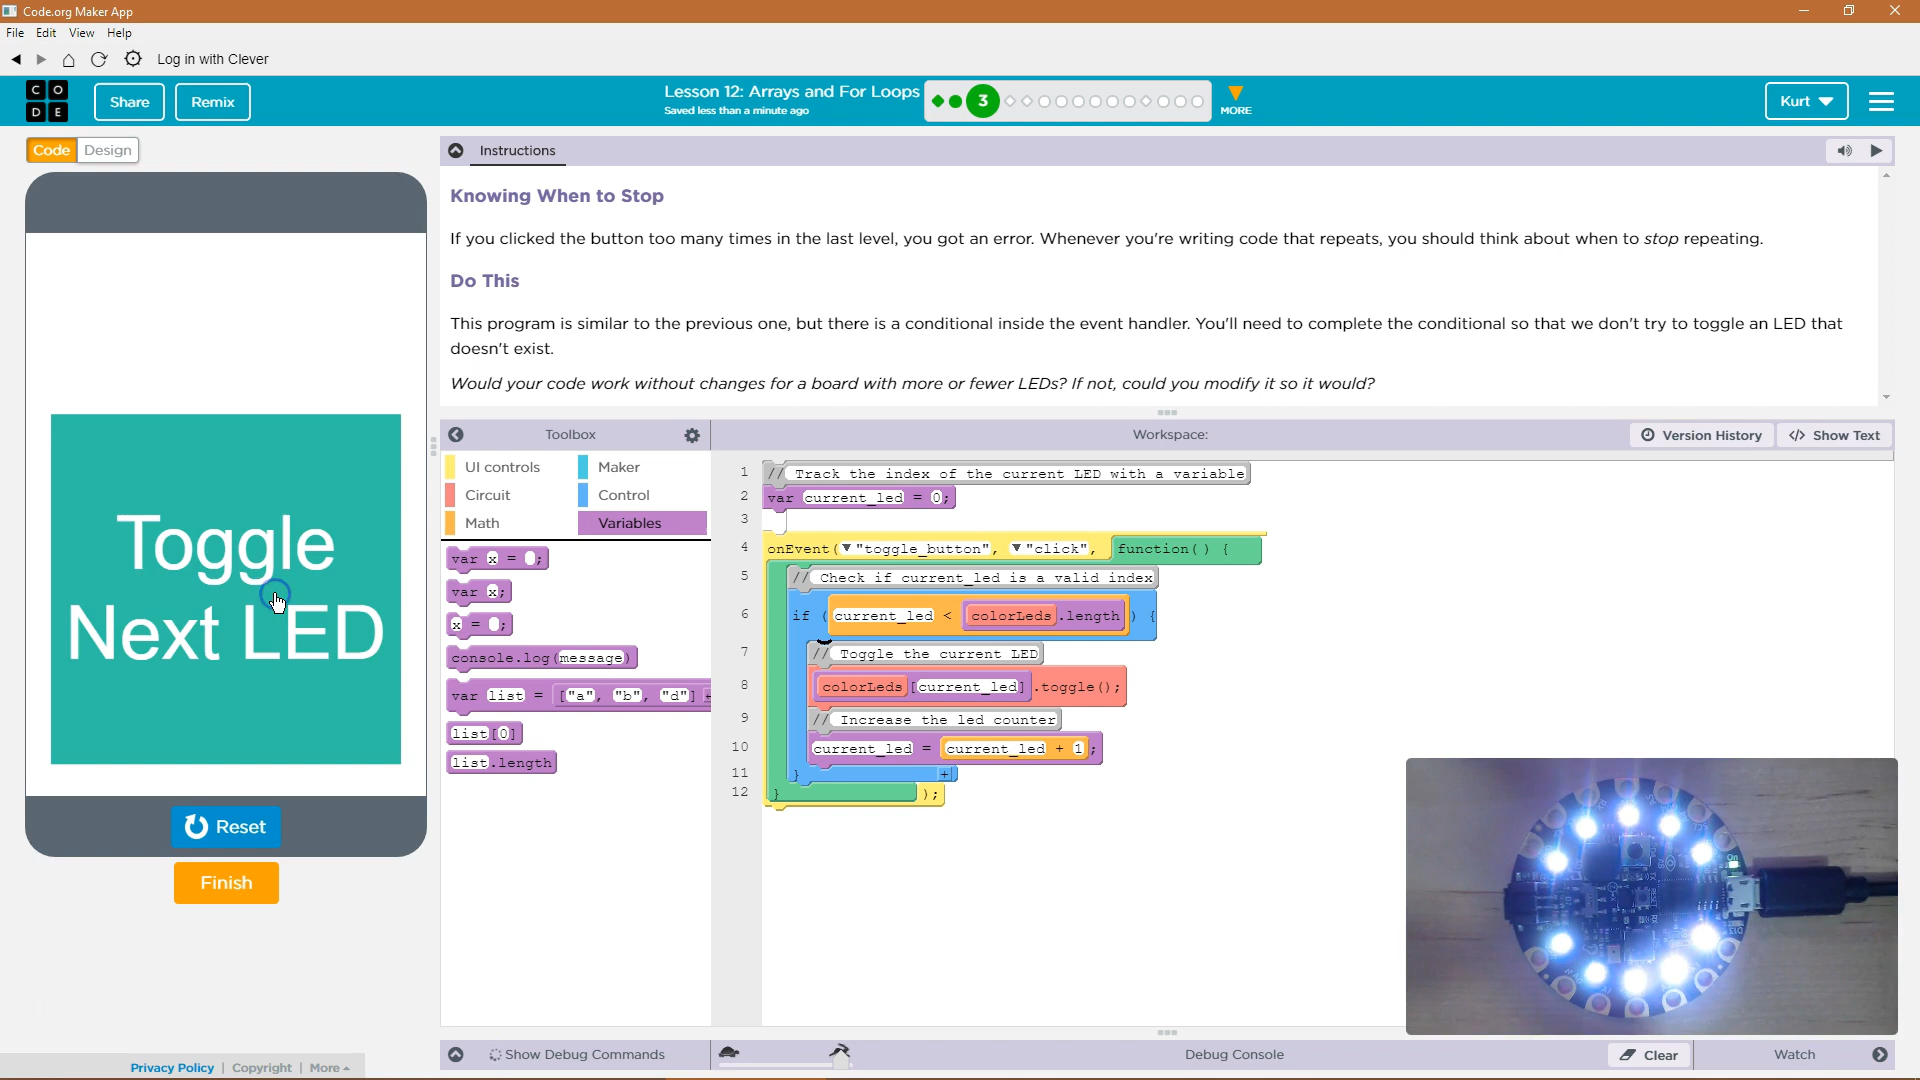 Code.org Maker App
File Edit View Help
Log in with Clever
C O
D E
Share
Remix
Lesson 12: Arrays and For Loops
Saved less than a minute ago
3
MORE
Kurt
Code
Design
Instructions
Knowing When to Stop
If you clicked the button too many times in the last level, you got an error. Whenever you're writing code that repeats, you should think about when to stop repeating.
Do This
This program is similar to the previous one, but there is a conditional inside the event handler. You'll need to complete the conditional so that we don't try to toggle an LED that
doesn't exist.
Would your code work without changes for a board with more or fewer LEDs? If not, could you modify it so it would?
Toggle
Next LED
Reset
Finish
Toolbox
Workspace:
Version History
</> Show Text
UI controls
Maker
Circuit
Control
Math
Variables
var x = ;
var x;
x = ;
console.log(message)
var list = ["a", "b", "d"]
list[0]
list.length
1 // Track the index of the current LED with a variable
2 var current_led = 0;
3
4 onEvent("toggle_button", "click", function() {
5 // Check if current_led is a valid index
6 if (current_led < colorLeds.length) {
7 // Toggle the current LED
8 colorLeds[current_led].toggle();
9 // Increase the led counter
10 current_led = current_led + 1;
11 } +
12 } );
Show Debug Commands
Debug Console
Clear
Watch
Privacy Policy | Copyright | More